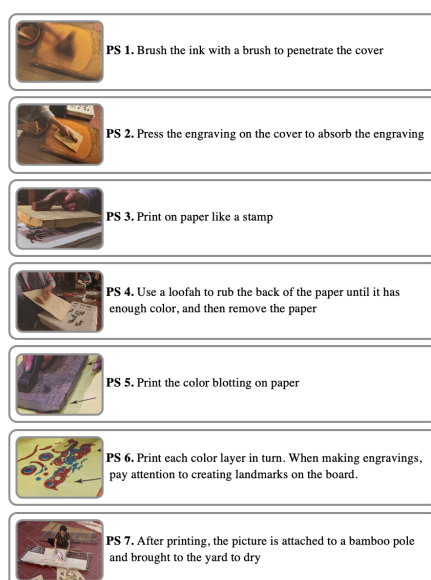 PS 1. Brush the ink with a brush to penetrate the cover
PS 2. Press the engraving on the cover to absorb the engraving
PS 3. Print on paper like a stamp
PS 4. Use a loofah to rub the back of the paper until it has
enough color, and then remove the paper
PS 5. Print the color blotting on paper
PS 6. Print each color layer in turn. When making engravings,
pay attention to creating landmarks on the board.
PS 7. After printing, the picture is attached to a bamboo pole
and brought to the yard to dry